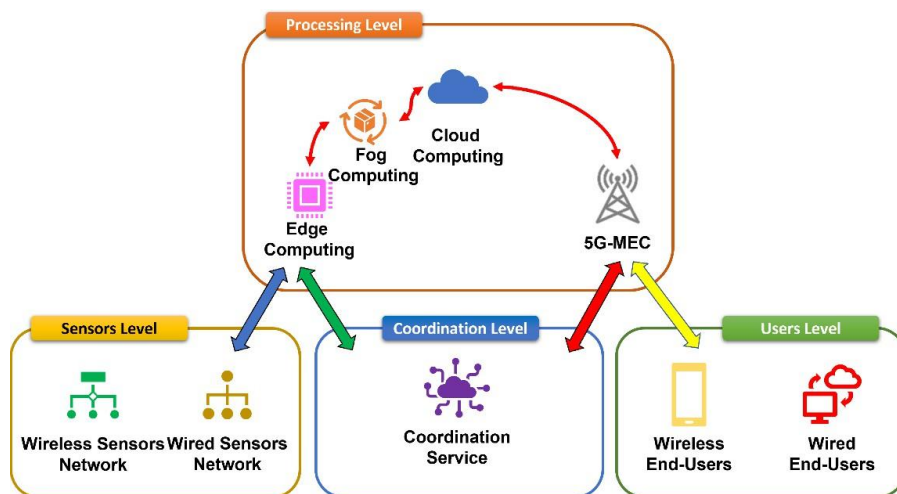 Processing Level
Cloud
Computing
Fog
Computing
Edge
Computing
5G-MEC
Sensors Level
Coordination Level
Users Level
Wireless Sensors
Network
Wired Sensors
Network
Coordination
Service
Wireless
End-Users
Wired
End-Users